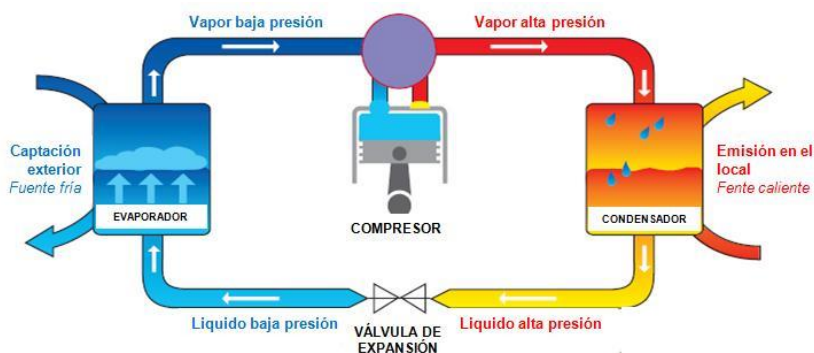 Vapor baja presión
Vapor alta presión
Captación
exterior
Fuente fría
EVAPORADOR
COMPRESOR
CONDENSADOR
Emisión en el
local
Fente caliente
Liquido baja presión
VÁLVULA DE
EXPANSIÓN
Liquido alta presión